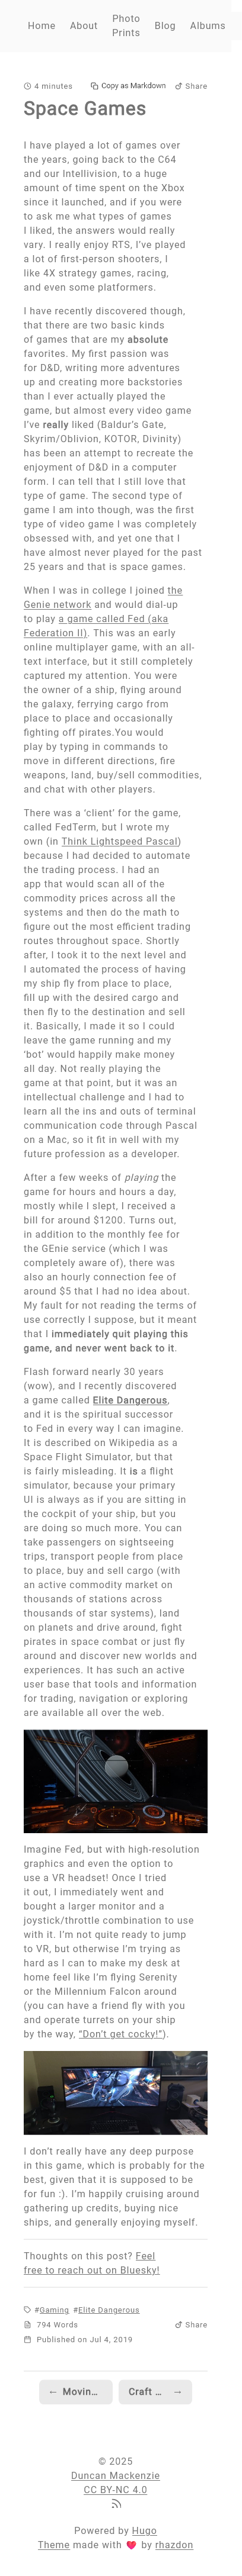 Home About Photo Prints Blog Albums
4 minutes Copy as Markdown Share
Space Games
I have played a lot of games over
the years, going back to the C64
and our Intellivision, to a huge
amount of time spent on the Xbox
since it launched, and if you were
to ask me what types of games
I liked, the answers would really
vary. I really enjoy RTS, I’ve played
a lot of first-person shooters, I
like 4X strategy games, racing,
and even some platformers.
I have recently discovered though,
that there are two basic kinds
of games that are my absolute
favorites. My first passion was
for D&D, writing more adventures
up and creating more backstories
than I ever actually played the
game, but almost every video game
I’ve really liked (Baldur’s Gate,
Skyrim/Oblivion, KOTOR, Divinity)
has been an attempt to recreate the
enjoyment of D&D in a computer
form. I can tell that I still love that
type of game. The second type of
game I am into though, was the first
type of video game I was completely
obsessed with, and yet one that I
have almost never played for the past
25 years and that is space games.
When I was in college I joined the
Genie network and would dial-up
to play a game called Fed (aka
Federation II). This was an early
online multiplayer game, with an all-
text interface, but it still completely
captured my attention. You were
the owner of a ship, flying around
the galaxy, ferrying cargo from
place to place and occasionally
fighting off pirates.You would
play by typing in commands to
move in different directions, fire
weapons, land, buy/sell commodities,
and chat with other players.
There was a ‘client’ for the game,
called FedTerm, but I wrote my
own (in Think Lightspeed Pascal)
because I had decided to automate
the trading process. I had an
app that would scan all of the
commodity prices across all the
systems and then do the math to
figure out the most efficient trading
routes throughout space. Shortly
after, I took it to the next level and
I automated the process of having
my ship fly from place to place,
fill up with the desired cargo and
then fly to the destination and sell
it. Basically, I made it so I could
leave the game running and my
‘bot’ would happily make money
all day. Not really playing the
game at that point, but it was an
intellectual challenge and I had to
learn all the ins and outs of terminal
communication code through Pascal
on a Mac, so it fit in well with my
future profession as a developer.
After a few weeks of playing the
game for hours and hours a day,
mostly while I slept, I received a
bill for around $1200. Turns out,
in addition to the monthly fee for
the GEnie service (which I was
completely aware of), there was
also an hourly connection fee of
around $5 that I had no idea about.
My fault for not reading the terms of
use correctly I suppose, but it meant
that I immediately quit playing this
game, and never went back to it.
Flash forward nearly 30 years
(wow), and I recently discovered
a game called Elite Dangerous,
and it is the spiritual successor
to Fed in every way I can imagine.
It is described on Wikipedia as a
Space Flight Simulator, but that
is fairly misleading. It is a flight
simulator, because your primary
UI is always as if you are sitting in
the cockpit of your ship, but you
are doing so much more. You can
take passengers on sightseeing
trips, transport people from place
to place, buy and sell cargo (with
an active commodity market on
thousands of stations across
thousands of star systems), land
on planets and drive around, fight
pirates in space combat or just fly
around and discover new worlds and
experiences. It has such an active
user base that tools and information
for trading, navigation or exploring
are available all over the web.
Imagine Fed, but with high-resolution
graphics and even the option to
use a VR headset! Once I tried
it out, I immediately went and
bought a larger monitor and a
joystick/throttle combination to use
with it. I’m not quite ready to jump
to VR, but otherwise I’m trying as
hard as I can to make my desk at
home feel like I’m flying Serenity
or the Millennium Falcon around
(you can have a friend fly with you
and operate turrets on your ship
by the way, “Don’t get cocky!”).
I don’t really have any deep purpose
in this game, which is probably for the
best, given that it is supposed to be
for fun :). I’m happily cruising around
gathering up credits, buying nice
ships, and generally enjoying myself.
Thoughts on this post? Feel
free to reach out on Bluesky!
#Gaming #Elite Dangerous
794 Words Share
Published on Jul 4, 2019
← Movin... Craft ... →
© 2025
Duncan Mackenzie
CC BY-NC 4.0
Powered by Hugo
Theme made with ❤ by rhazdon